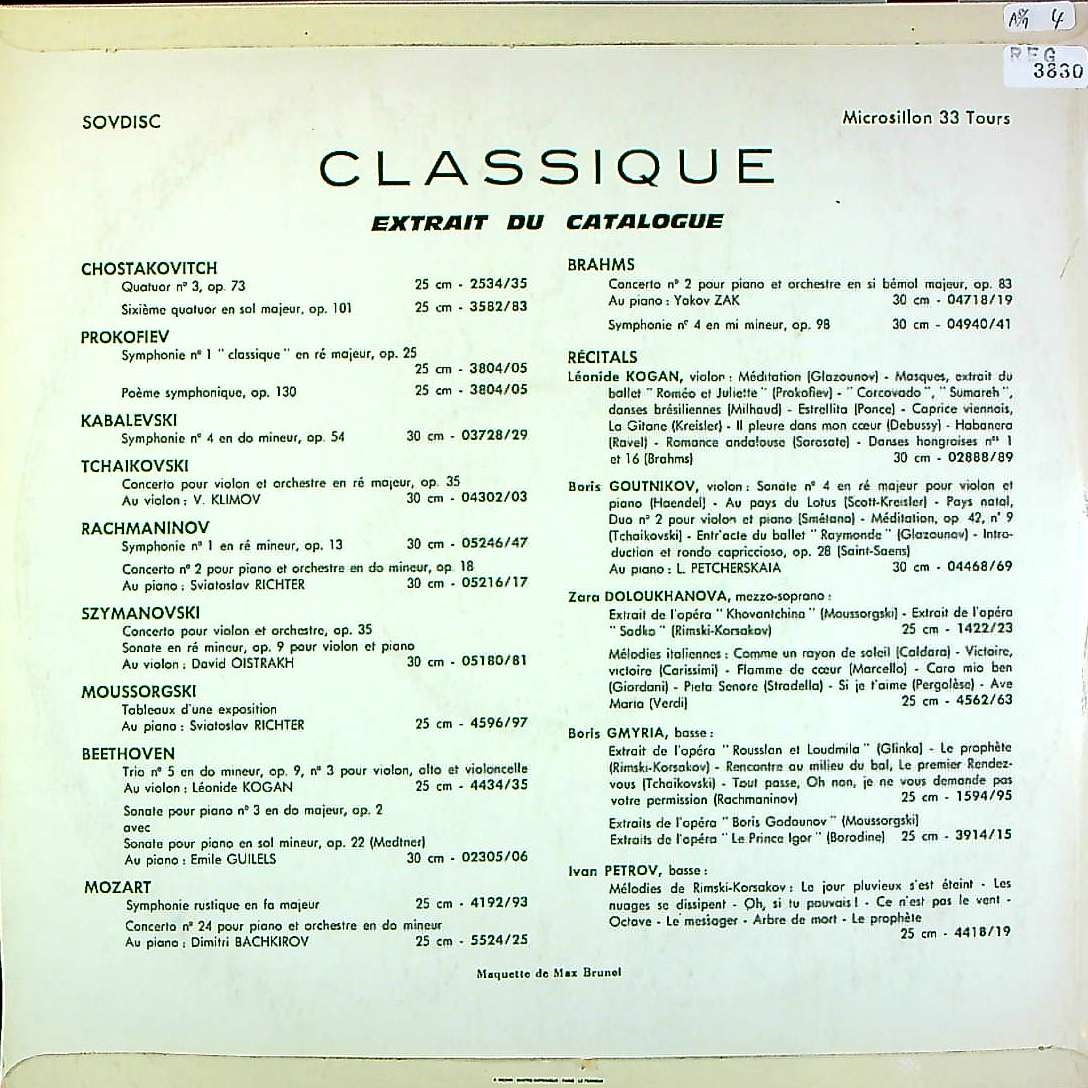 4
REG
3830
SOVDISC
Microsillon 33 Tours
CLASSIQUE
EXTRAIT DU CATALOGUE
CHOSTAKOVITCH
Quatuor nº 3, op. 73 25 cm - 2534/35
Sixième quatuor en sol majeur, op. 101 25 cm - 3582/83
PROKOFIEV
Symphonie nº 1 " classique " en ré majeur, op. 25
25 cm - 3804/05
Poème symphonique, op. 130 25 cm - 3804/05
KABALEVSKI
Symphonie nº 4 en do mineur, op. 54 30 cm - 03728/29
TCHAIKOVSKI
Concerto pour violon et orchestre en ré majeur, op. 35
Au violon : V. KLIMOV 30 cm - 04302/03
RACHMANINOV
Symphonie nº 1 en ré mineur, op. 13 30 cm - 05246/47
Concerto nº 2 pour piano et orchestre en do mineur, op. 18
Au piano : Sviatoslav RICHTER 30 cm - 05216/17
SZYMANOVSKI
Concerto pour violon et orchestre, op. 35
Sonate en ré mineur, op. 9 pour violon et piano
Au violon : David OISTRAKH 30 cm - 05180/81
MOUSSORGSKI
Tableaux d'une exposition
Au piano : Sviatoslav RICHTER 25 cm - 4596/97
BEETHOVEN
Trio nº 5 en do mineur, op. 9, nº 3 pour violon, alto et violoncelle
Au violon : Léonide KOGAN 25 cm - 4434/35
Sonate pour piano nº 3 en do majeur, op. 2
avec
Sonate pour piano en sol mineur, op. 22 (Medtner)
Au piano : Emile GUILELS 30 cm - 02305/06
MOZART
Symphonie rustique en fa majeur 25 cm - 4192/93
Concerto nº 24 pour piano et orchestre en do mineur
Au piano : Dimitri BACHKIROV 25 cm - 5524/25
BRAHMS
Concerto nº 2 pour piano et orchestre en si bémol majeur, op. 83
Au piano : Yakov ZAK 30 cm - 04718/19
Symphonie nº 4 en mi mineur, op. 98 30 cm - 04940/41
RÉCITALS
Léonide KOGAN, violon : Méditation (Glazounov) - Masques, extrait du
ballet " Roméo et Juliette " (Prokofiev) - " Corcovado ", " Sumareh ",
danses brésiliennes (Milhaud) - Estrellita (Ponce) - Caprice viennois,
La Gitane (Kreisler) - Il pleure dans mon cœur (Debussy) - Habanera
(Ravel) - Romance andalouse (Sarasate) - Danses hongroises nºs 1
et 16 (Brahms) 30 cm - 02888/89
Boris GOUTNIKOV, violon : Sonate nº 4 en ré majeur pour violon et
piano (Haendel) - Au pays du Lotus (Scott-Kreisler) - Pays natal,
Duo nº 2 pour violon et piano (Smétana) - Méditation, op. 42, n° 9
(Tchaikovski) - Entr'acte du ballet " Raymonde " (Glazounov) - Intro-
duction et rondo capriccioso, op. 28 (Saint-Saens)
Au piano : L. PETCHERSKAIA 30 cm - 04468/69
Zara DOLOUKHANOVA, mezzo-soprano :
Extrait de l'opéra " Khovantchina " (Moussorgski) - Extrait de l'opéra
" Sadko " (Rimski-Korsakov) 25 cm - 1422/23
Mélodies italiennes : Comme un rayon de soleil (Caldara) - Victoire,
victoire (Carissimi) - Flamme de cœur (Marcello) - Caro mio ben
(Giordani) - Pieta Senore (Stradella) - Si je t'aime (Pergolèse) - Ave
Maria (Verdi) 25 cm - 4562/63
Boris GMYRIA, basse :
Extrait de l'opéra " Rousslan et Loudmila " (Glinka) - Le prophète
(Rimski-Korsakov) - Rencontre au milieu du bal, Le premier Rendez-
vous (Tchaikovski) - Tout passe, Oh non, je ne vous demande pas
votre permission (Rachmaninov) 25 cm - 1594/95
Extraits de l'opéra " Boris Godounov " (Moussorgski)
Extraits de l'opéra " Le Prince Igor " (Borodine) 25 cm - 3914/15
Ivan PETROV, basse :
Mélodies de Rimski-Korsakov : Le jour pluvieux s'est éteint - Les
nuages se dissipent - Oh, si tu pouvais ! - Ce n'est pas le vent -
Octave - Le messager - Arbre de mort - Le prophète
25 cm - 4418/19
Maquette de Max Brunel